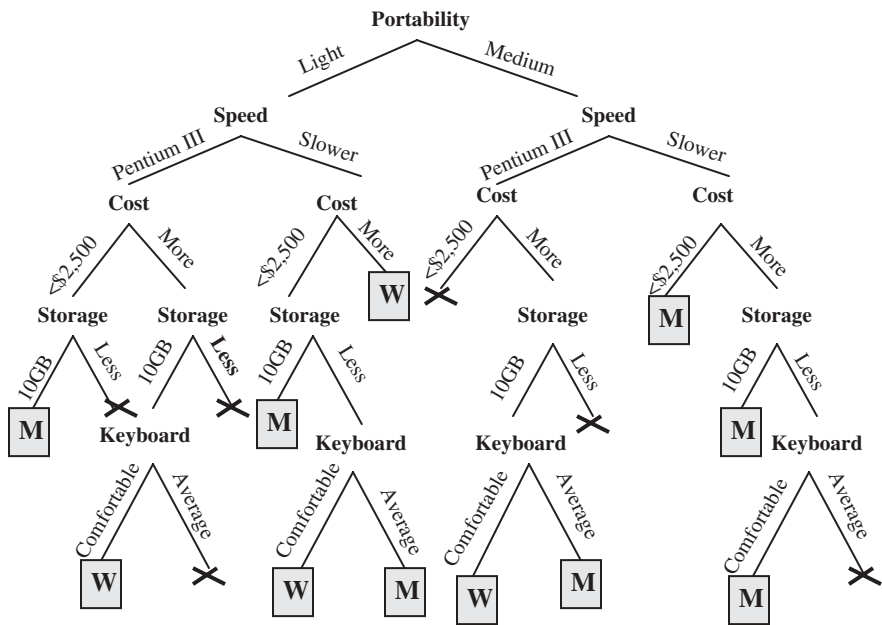 Portability
Light Medium
Speed Speed
Pentium III Slower Pentium III Slower
Cost Cost Cost Cost
<$2,500 More <$2,500 More <$2,500 More <$2,500 More
W M
Storage Storage Storage Storage Storage
10GB Less 10GB Less 10GB Less 10GB Less 10GB Less
M M M
Keyboard Keyboard Keyboard Keyboard
Comfortable Average Comfortable Average Comfortable Average Comfortable Average
W W M W M M